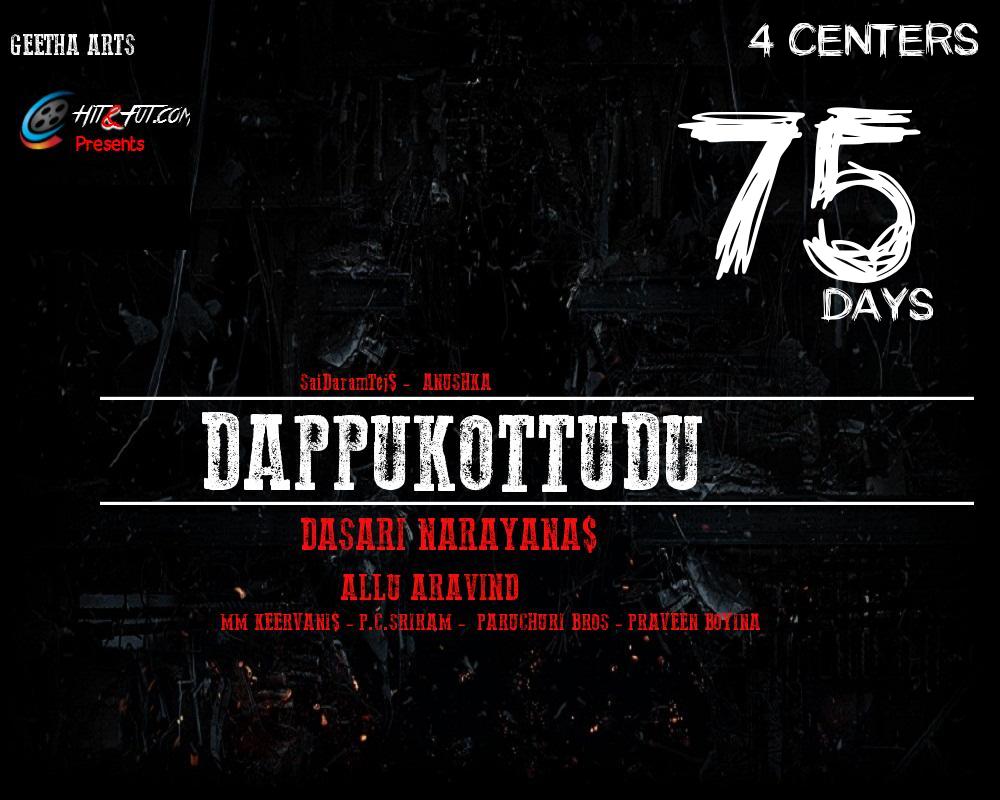 GEETHA ARTS
4 CENTERS
HIT&FUT.COM
Presents
75
DAYS
SaiDaramTej$ - ANUSHKA
DAPPUKOTTUDU
DASARI NARAYANA$
ALLU ARAVIND
MM KEERVANI$ - P.C.SRIRAM - PARUCHURI BROS - PRAVEEN BOYINA